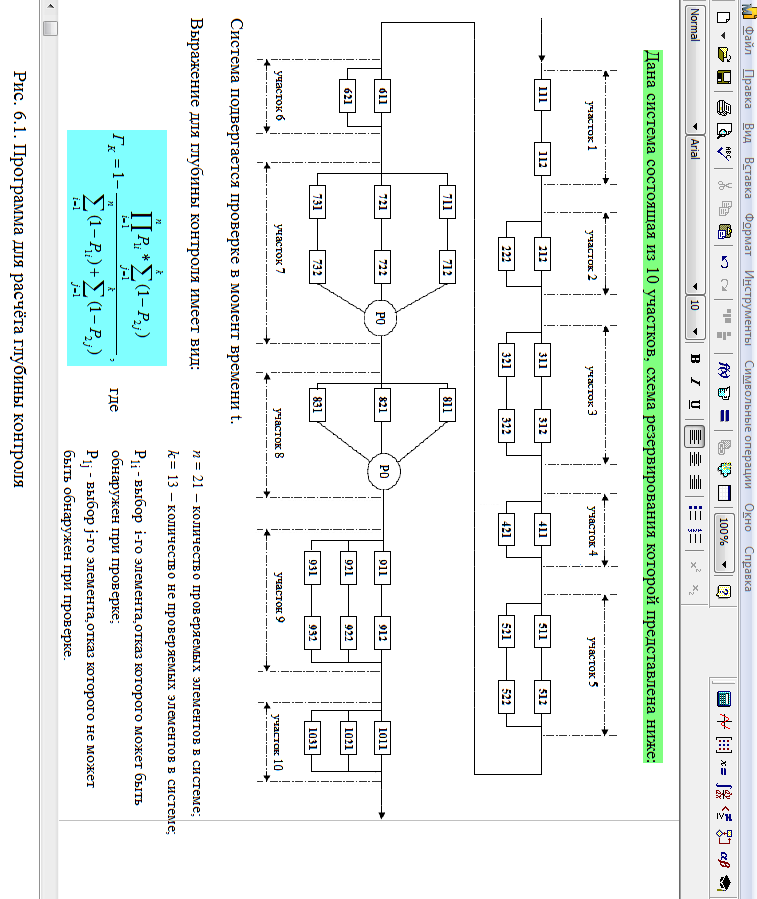 Файл Правка Вид Вставка Формат Инструменты Символьные операции Окно Справка
100%
Normal Arial 10 B I U
Дана система состоящая из 10 участков, схема резервирования которой представлена ниже:
участок 1 участок 2 участок 3 участок 4 участок 5
111 112 212 311 312 411 511 512
222 321 322 421 521 522
711 712 811 911 912 1011
611 721 722 P0 821 P0 921 922 1021
621 731 732 831 931 932 1031
участок 6 участок 7 участок 8 участок 9 участок 10
Система подвергается проверке в момент времени t.
Выражение для глубины контроля имеет вид:
n = 21 – количество проверяемых элементов в системе;
k = 13 – количество не проверяемых элементов в системе;
Г_K = 1 - (∏_{i=1}^{n} P_{1i} * ∑_{j=1}^{k} (1 - P_{2j})) / (∑_{i=1}^{n} (1 - P_{1i}) + ∑_{j=1}^{k} (1 - P_{2j})),
где
P1i - выбор i-го элемента,отказ которого может быть
обнаружен при проверке;
P1j - выбор j-го элемента,отказ которого не может
быть обнаружен при проверке.
Рис. 6.1. Программа для расчёта глубины контроля